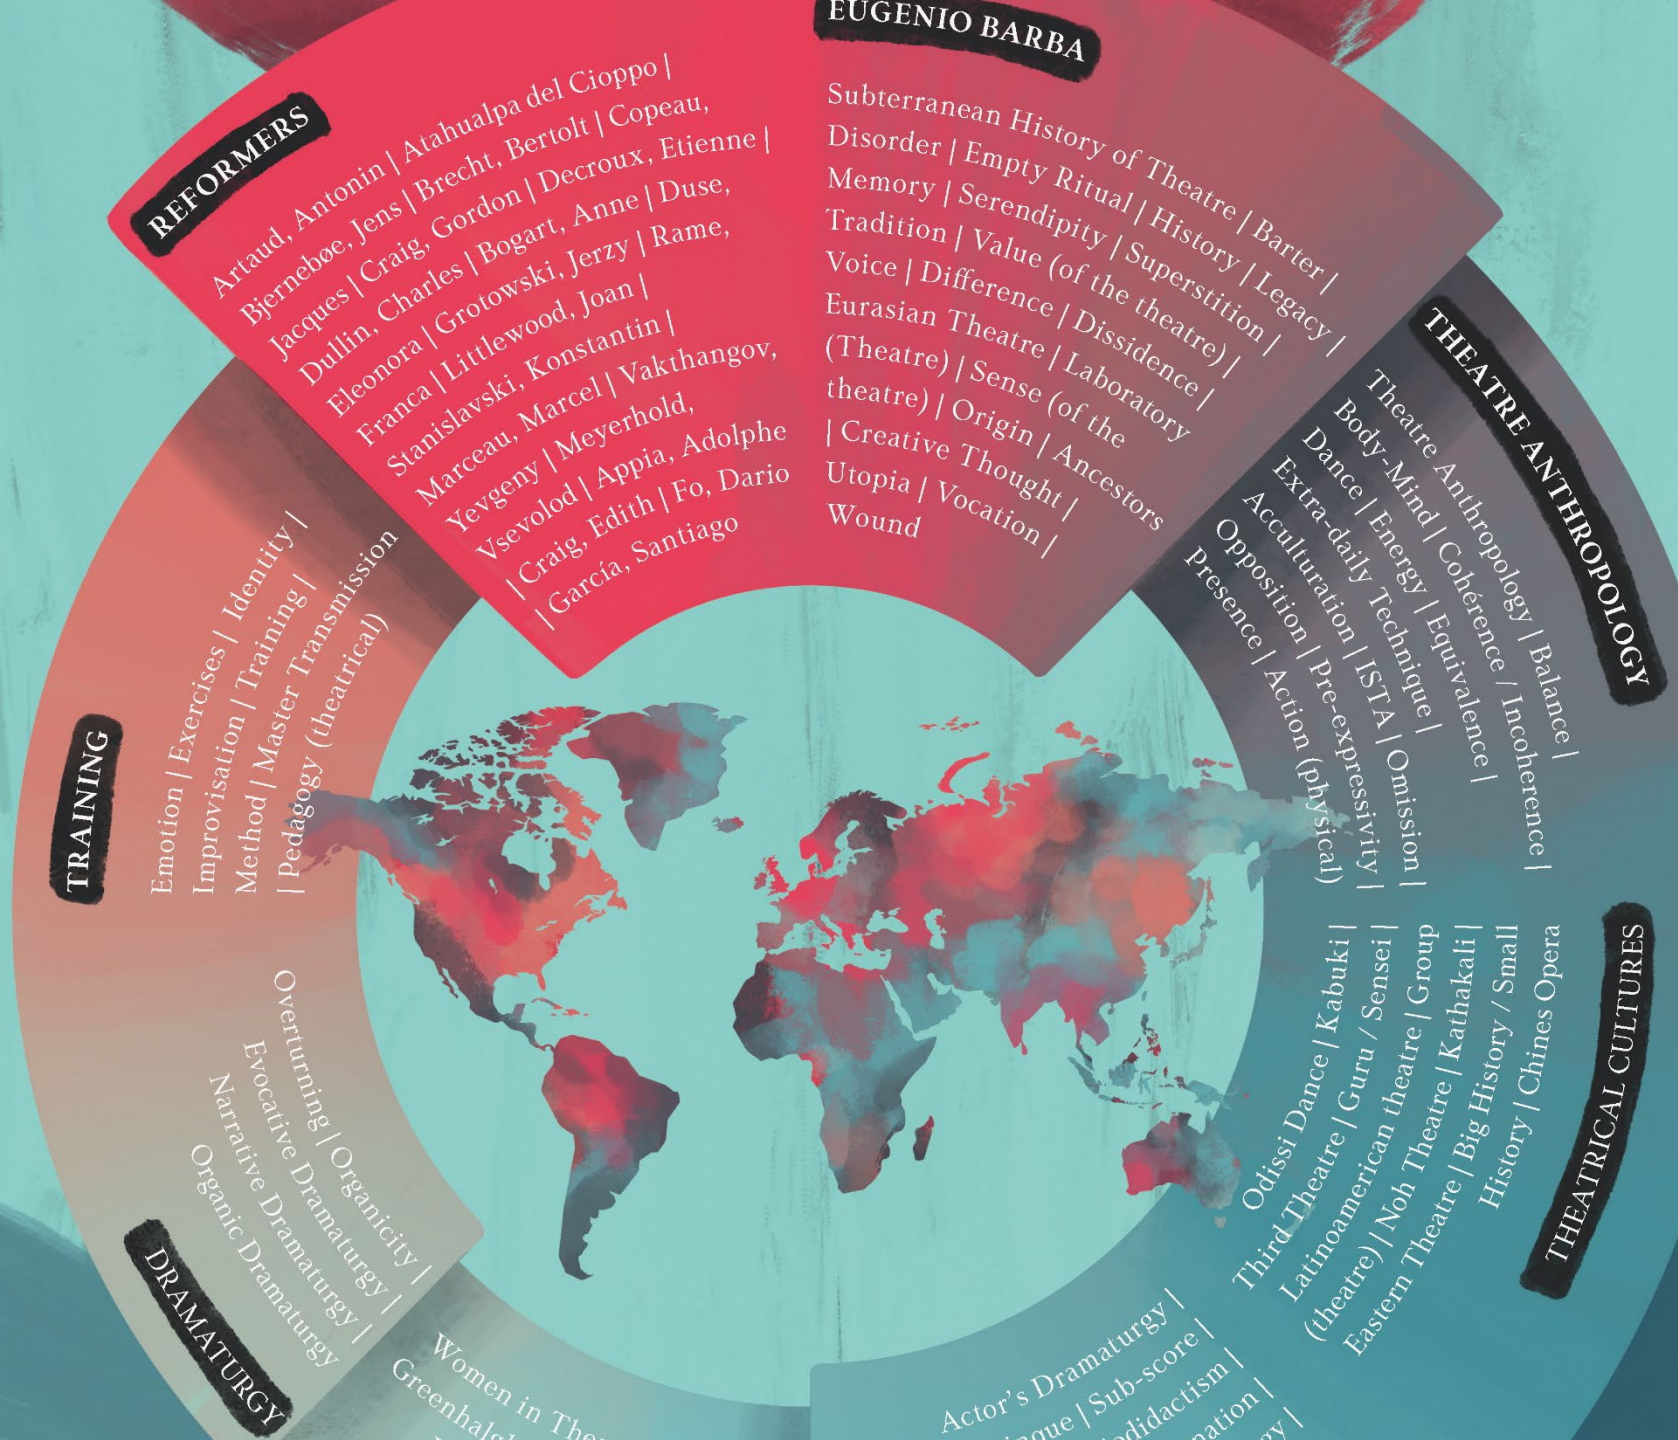 REFORMERS
Artaud, Antonin | Atahualpa del Cioppo |
Bjernebøe, Jens | Brecht, Bertolt | Copeau,
Jacques | Craig, Gordon | Decroux, Etienne |
Dullin, Charles | Bogart, Anne | Duse,
Eleonora | Grotowski, Jerzy | Rame,
Franca | Littlewood, Joan |
Stanislavski, Konstantin |
Marceau, Marcel | Vakthangov,
Yevgeny | Meyerhold,
Vsevolod | Appia, Adolphe
| Craig, Edith | Fo, Dario
| García, Santiago
EUGENIO BARBA
Subterranean History of Theatre | Barter |
Disorder | Empty Ritual | History | Legacy |
Memory | Serendipity | Superstition |
Tradition | Value (of the theatre) |
Voice | Difference | Dissidence |
Eurasian Theatre | Laboratory
(Theatre) | Sense (of the
theatre) | Origin | Ancestors
| Creative Thought |
Utopia | Vocation |
Wound
THEATRE ANTHROPOLOGY
Theatre Anthropology | Balance |
Body-Mind | Cohérence / Incoherence |
Dance | Energy | Equivalence |
Extra-daily Technique |
Acculturation | ISTA | Omission |
Opposition | Pre-expressivity |
Presence | Action (physical)
THEATRICAL CULTURES
Odissi Dance | Kabuki |
Third Theatre | Guru / Sensei |
Latinoamerican theatre | Group
(theatre) | Noh Theatre | Kathakali |
Eastern Theatre | Big History / Small
History | Chines Opera
TRAINING
Emotion | Exercises | Identity |
Improvisation | Training |
Method | Master Transmission
| Pedagogy (theatrical)
DRAMATURGY
Overturning | Organicity |
Evocative Dramaturgy |
Narrative Dramaturgy |
Organic Dramaturgy
Women in
Actor's Dramaturgy |
| Sub-score |